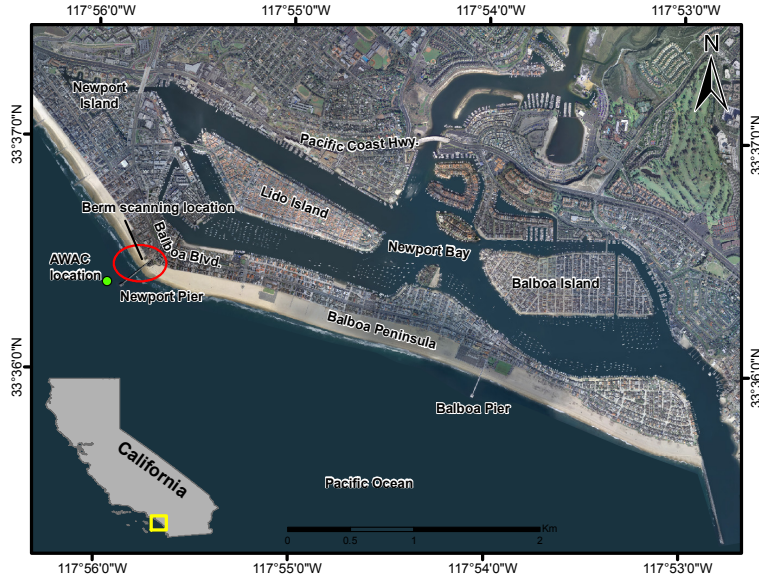 117°56'0"W
117°55'0"W
117°54'0"W
117°53'0"W
N
Newport
Island
33°37'0"N
33°37'0"N
Pacific Coast Hwy.
Lido Island
Berm scanning location
Balboa Blvd.
AWAC
location
Newport Bay
Balboa Island
Newport Pier
Balboa Peninsula
33°36'0"N
33°36'0"N
Balboa Pier
California
Pacific Ocean
Km
0
0.5
1
2
117°56'0"W
117°55'0"W
117°54'0"W
117°53'0"W